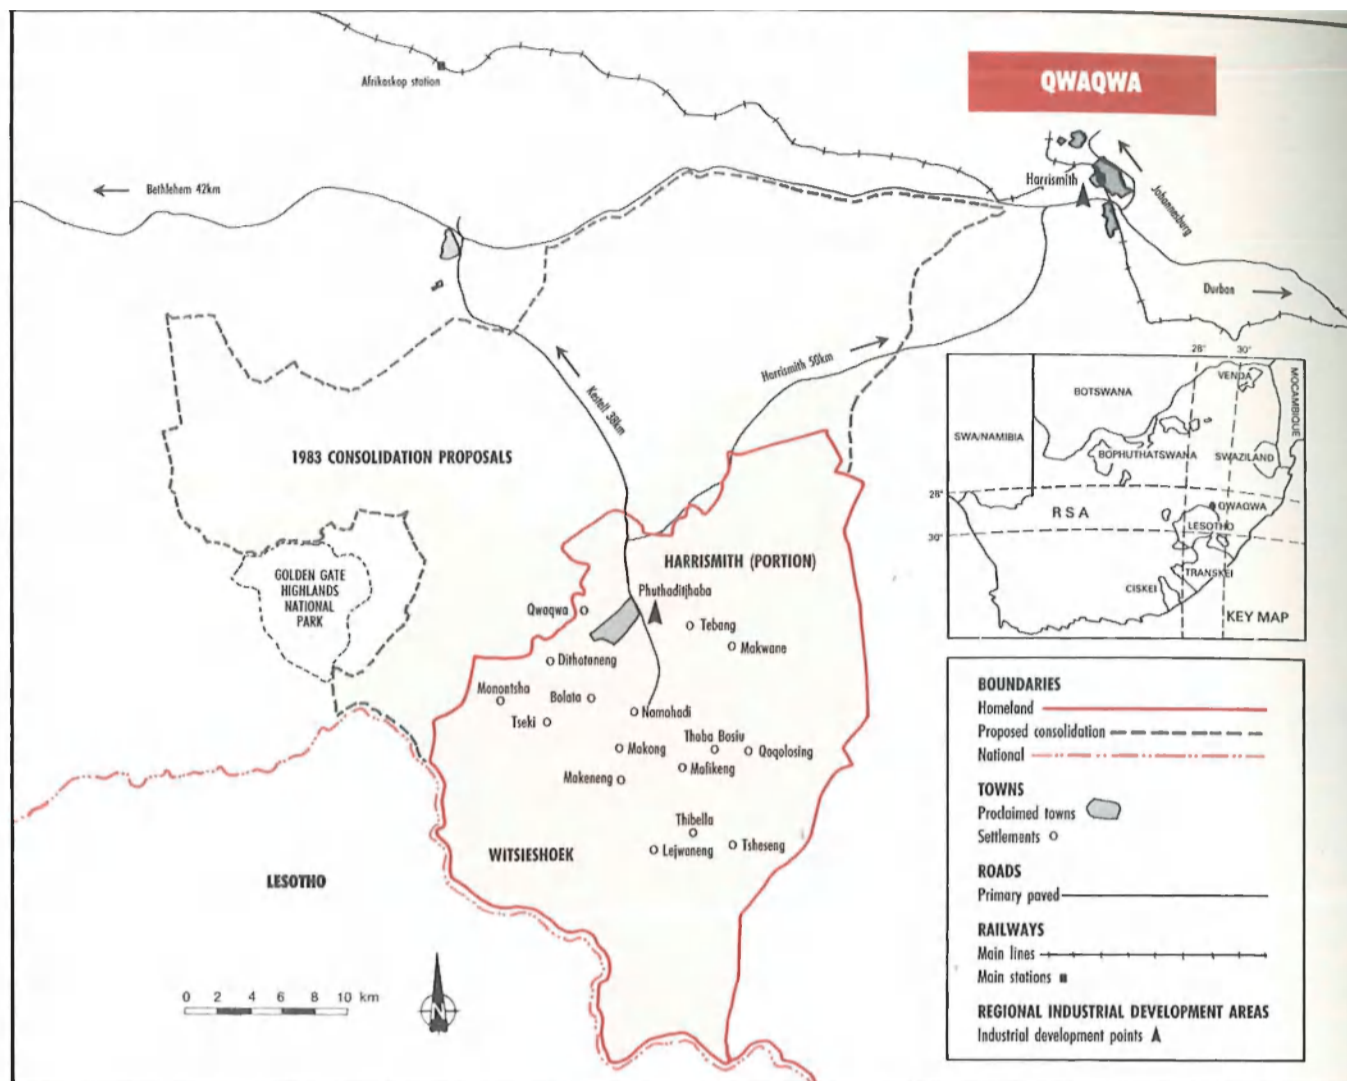 QWAQWA
Afrikaskop station
Bethlehem 42km
Harrismith
Johannesburg
Durban
Kestell 38km
Harrismith 50km
1983 CONSOLIDATION PROPOSALS
GOLDEN GATE
HIGHLANDS
NATIONAL
PARK
HARRISMITH (PORTION)
Phuthaditjhaba
Qwaqwa
Tebang
Makwane
Dithotaneng
Monontsha
Bolata
Tseki
Namahadi
Makong
Thaba Bosiu
Qoqolosing
Mafikeng
Makeneng
Thibella
Lejwaneng
Tsheseng
WITSIESHOEK
LESOTHO
0 2 4 6 8 10 km
N
28° 30°
BOTSWANA
VENDA
MOCAMBIQUE
SWA/NAMIBIA
BOPHUTHATSWANA
SWAZILAND
28°
RSA
QWAQWA
LESOTHO
30°
TRANSKEI
CISKEI
KEY MAP
BOUNDARIES
Homeland
Proposed consolidation
National
TOWNS
Proclaimed towns
Settlements
ROADS
Primary paved
RAILWAYS
Main lines
Main stations
REGIONAL INDUSTRIAL DEVELOPMENT AREAS
Industrial development points